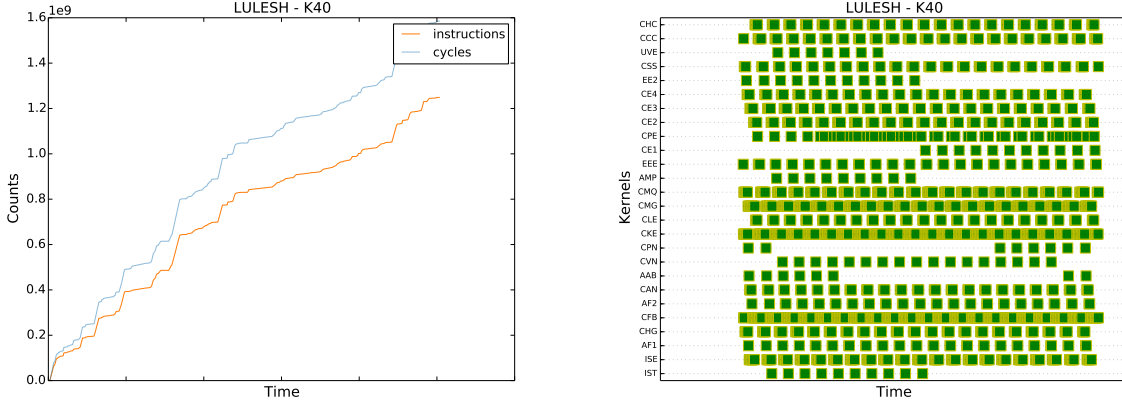 LULESH - K40
1e9
1.6
1.4
1.2
1.0
0.8
0.6
0.4
0.2
0.0
Counts
Time
instructions
cycles
LULESH - K40
CHC
CCC
UVE
CSS
EE2
CE4
CE3
CE2
CPE
CE1
EEE
AMP
CMQ
CMG
CLE
CKE
CPN
CVN
AAB
CAN
AF2
CFB
CHG
AF1
ISE
IST
Kernels
Time